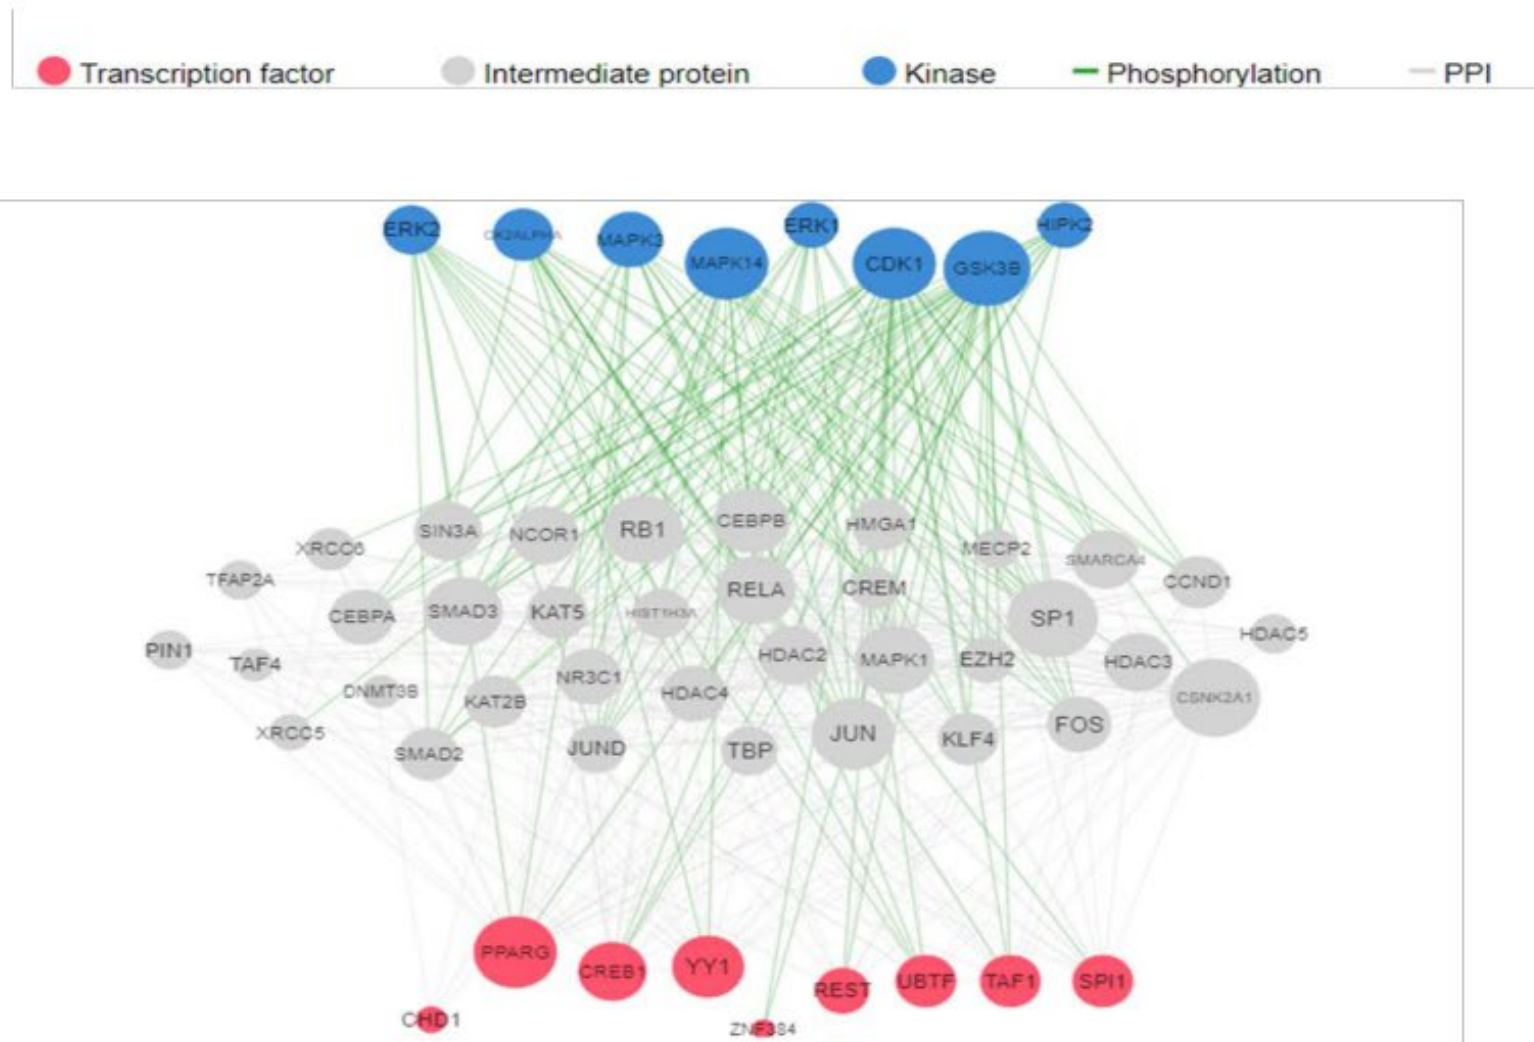 Transcription factor Intermediate protein Kinase Phosphorylation PPI
ERK2 CK2ALPHA MAPK3 MAPK14 ERK1 CDK1 GSK3B HIPK2
SIN3A NCOR1 RB1 CEBPB HMGA1
XRCC6 MECP2 SMARCA4
TFAP2A CCND1
CEBPA SMAD3 KAT5 HIST1H3A RELA CREM SP1
HDAC5
PIN1 TAF4 HDAC2 MAPK1 EZH2 HDAC3
DNMT3B KAT2B NR3C1 HDAC4 CSNK2A1
XRCC5 SMAD2 JUND TBP JUN KLF4 FOS
PPARG CREB1 YY1
REST UBTF TAF1 SPI1
CHD1 ZNF384